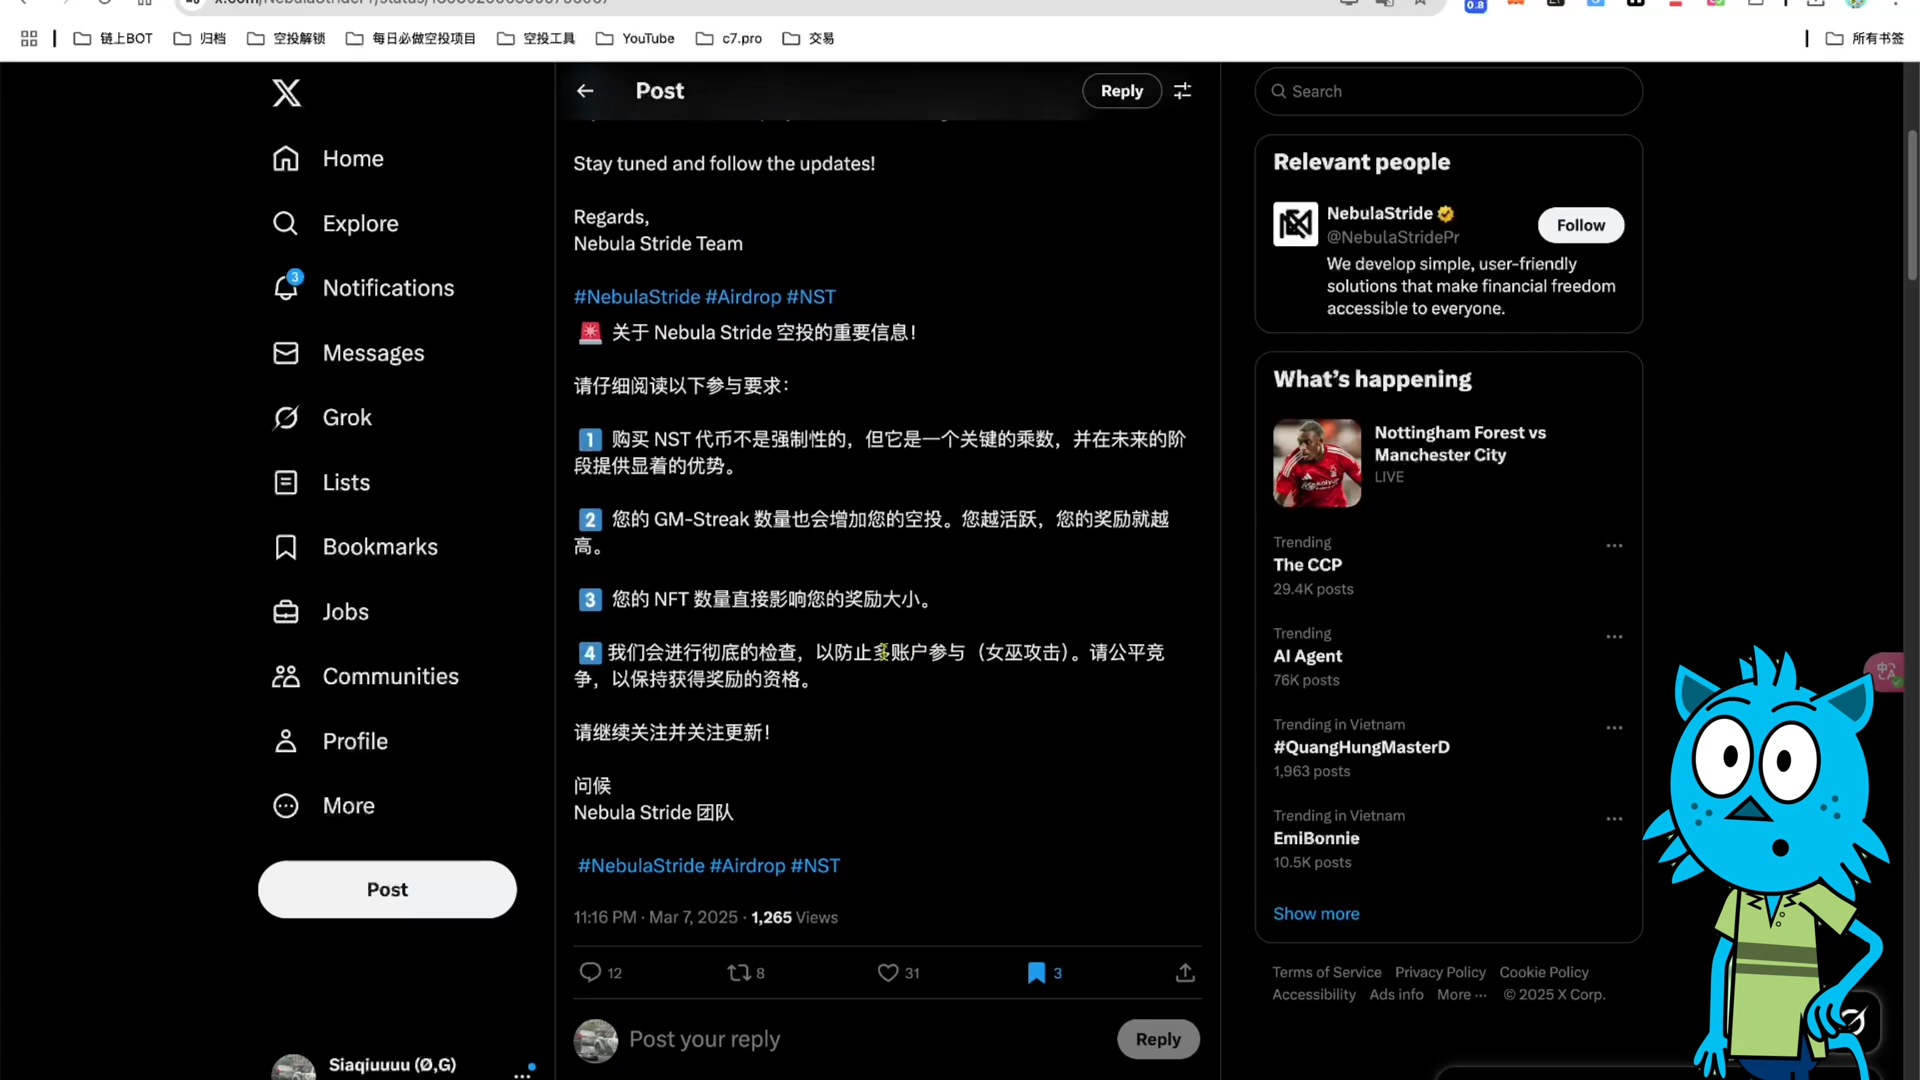 0.8
链上BOT
归档
空投解锁
每日必做空投项目
空投工具
YouTube
c7.pro
交易
所有书签
Home
Explore
3
Notifications
Messages
Grok
Lists
Bookmarks
Jobs
Communities
Profile
More
Post
Siaqiuuuu (Ø,G)
Post
Reply
Stay tuned and follow the updates!
Regards,
Nebula Stride Team
#NebulaStride #Airdrop #NST
🚨 关于 Nebula Stride 空投的重要信息！
请仔细阅读以下参与要求：
1 购买 NST 代币不是强制性的，但它是一个关键的乘数，并在未来的阶
段提供显着的优势。
2 您的 GM-Streak 数量也会增加您的空投。您越活跃，您的奖励就越
高。
3 您的 NFT 数量直接影响您的奖励大小。
4 我们会进行彻底的检查，以防止多账户参与（女巫攻击）。请公平竞
争，以保持获得奖励的资格。
请继续关注并关注更新！
问候
Nebula Stride 团队
#NebulaStride #Airdrop #NST
11:16 PM · Mar 7, 2025 · 1,265 Views
12
8
31
3
Post your reply
Reply
Search
Relevant people
NebulaStride
@NebulaStridePr
Follow
We develop simple, user-friendly
solutions that make financial freedom
accessible to everyone.
What's happening
Nottingham Forest vs
Manchester City
LIVE
Trending
The CCP
29.4K posts
Trending
AI Agent
76K posts
Trending in Vietnam
#QuangHungMasterD
1,963 posts
Trending in Vietnam
EmiBonnie
10.5K posts
Show more
Terms of Service Privacy Policy Cookie Policy
Accessibility Ads info More ··· © 2025 X Corp.